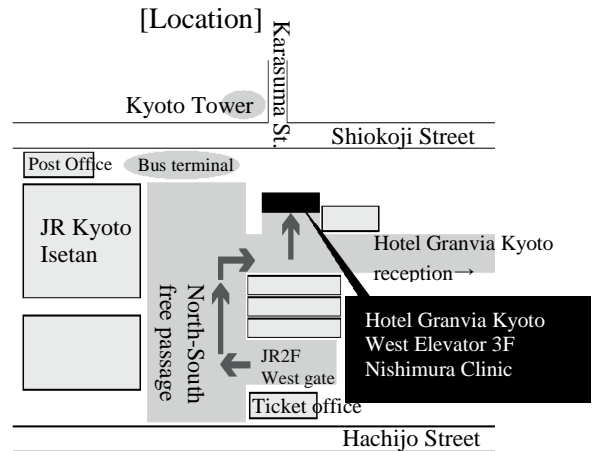 [Location]
Karasuma St.
Kyoto Tower
Shiokoji Street
Post Office
Bus terminal
JR Kyoto
Isetan
Hotel Granvia Kyoto
reception→
North-South
free passage
Hotel Granvia Kyoto
West Elevator 3F
Nishimura Clinic
JR2F
West gate
Ticket office
Hachijo Street